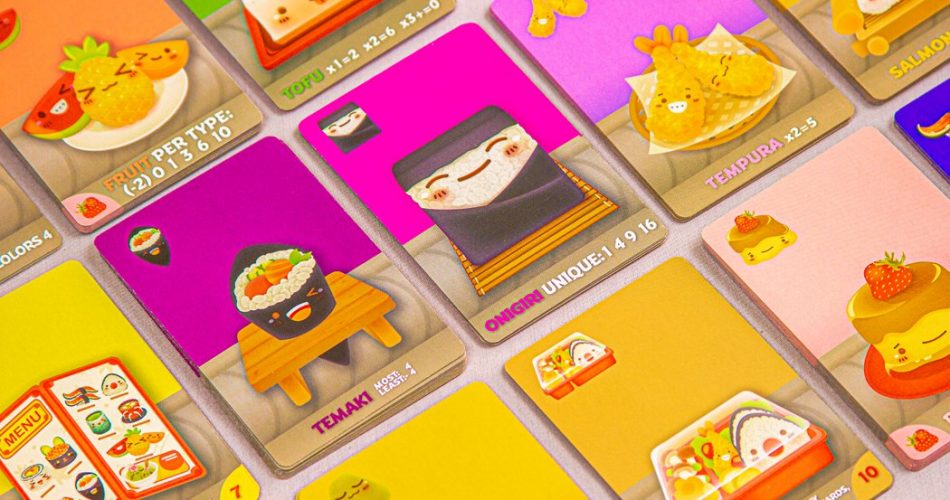 TOFU x1=2 x2=6 x3+=0
SALMON
FRUIT PER TYPE:
(-2) 0 1 3 6 10
TEMPURA x2=5
COLORS 4
ONIGIRI UNIQUE: 1 4 9 16
TEMAKI MOST: 4
LEAST: -4
MENU
7
10